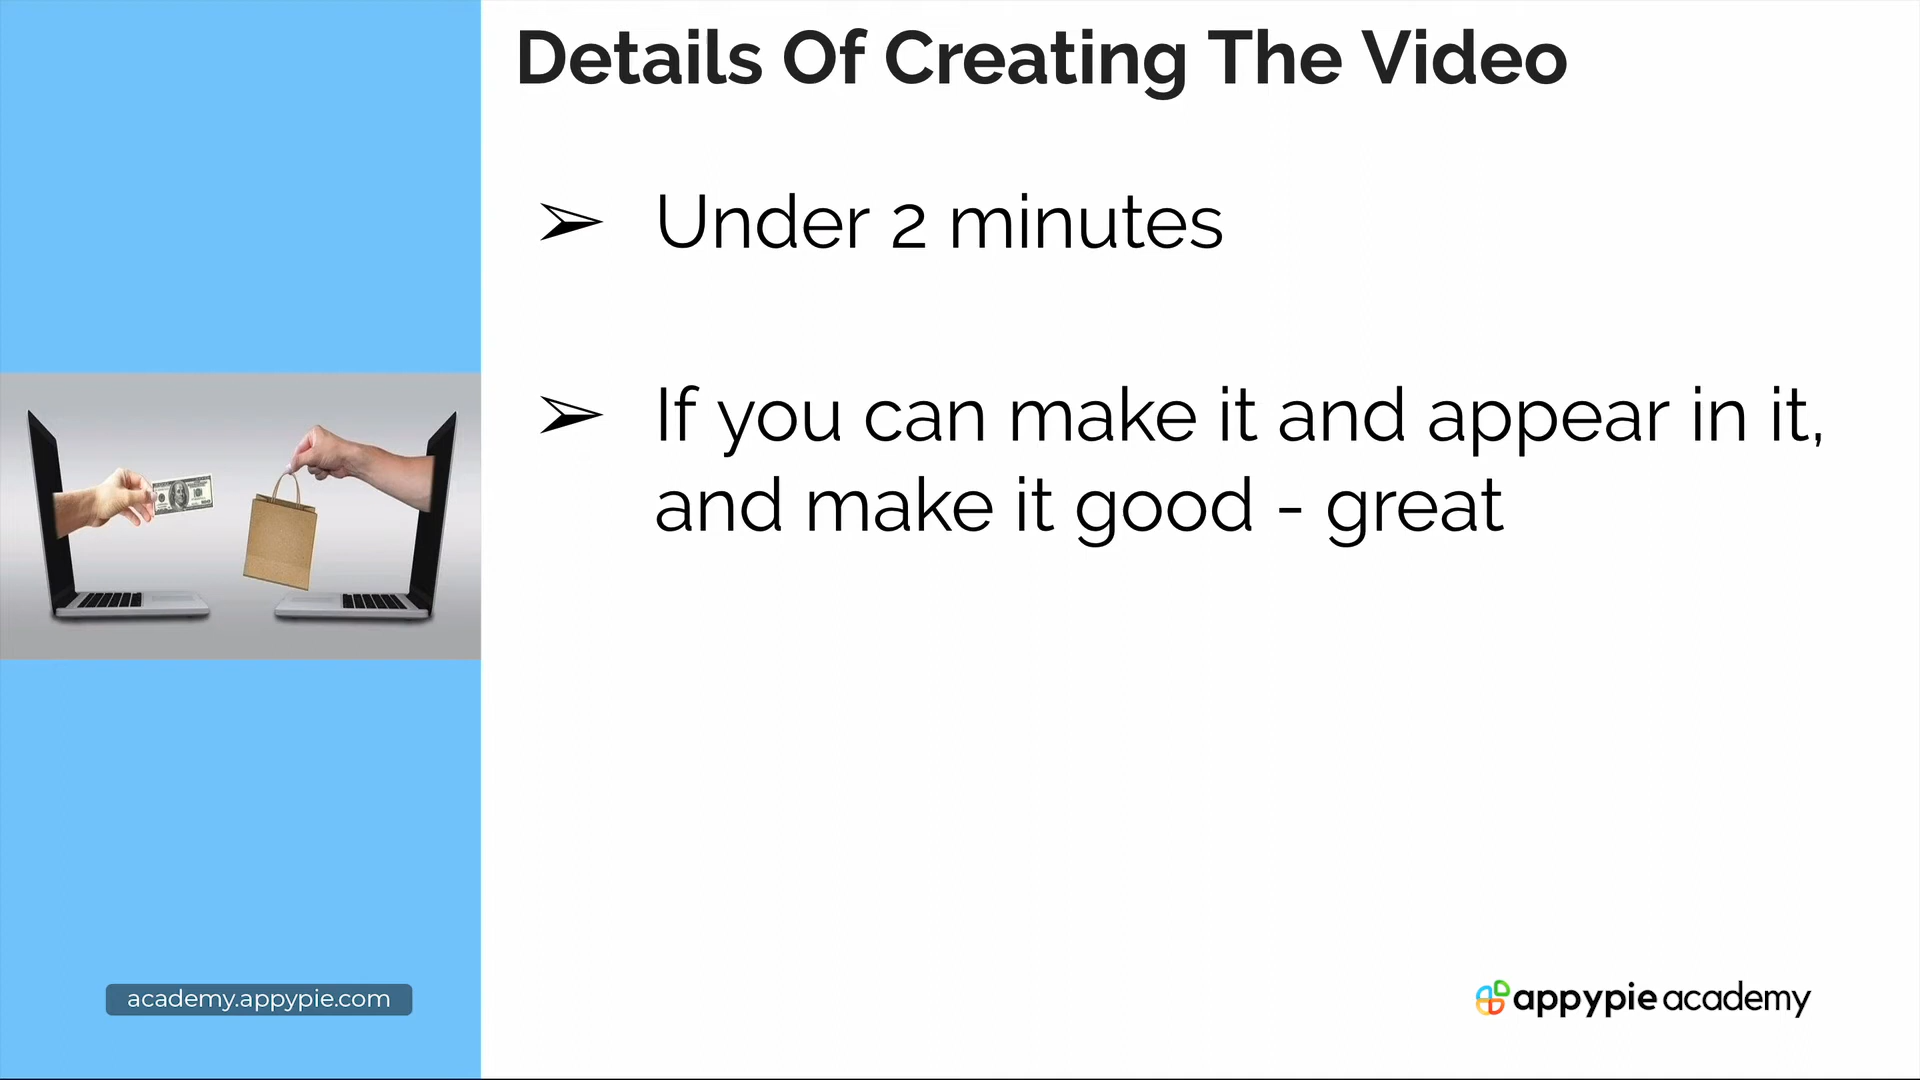 Details Of Creating The Video
➢ Under 2 minutes
➢ If you can make it and appear in it,
and make it good - great
academy.appypie.com
appypie academy